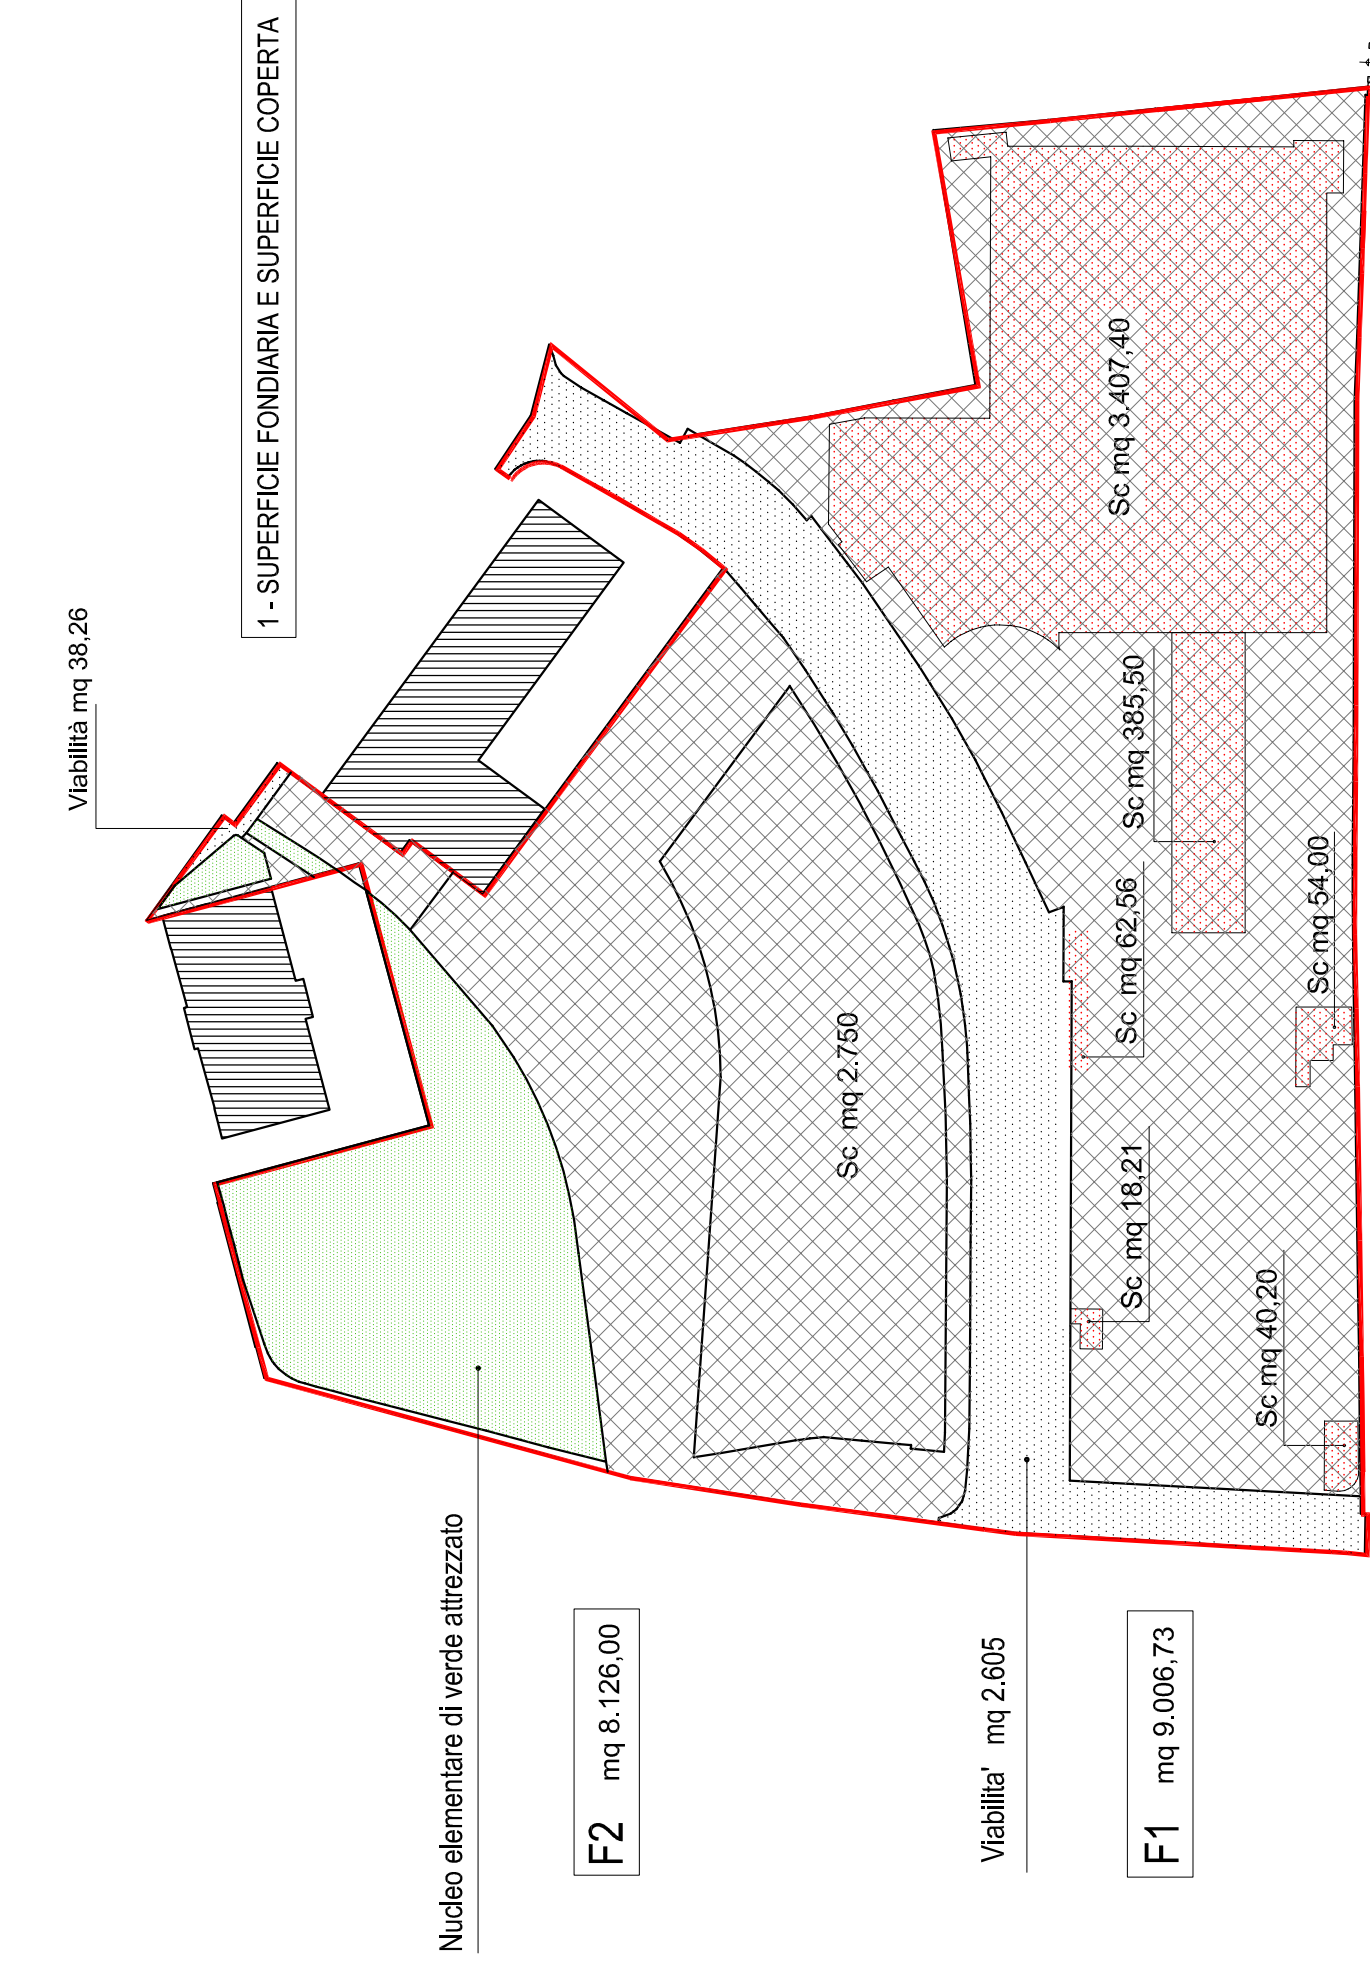 1 - SUPERFICIE FONDIARIA E SUPERFICIE COPERTA
Viabilità mq 38,26
Nucleo elementare di verde attrezzato
F2 mq 8.126,00
Sc mq 2.750
Viabilita' mq 2.605
F1 mq 9.006,73
Sc mq 3.407,40
Sc mq 385,50
Sc mq 62,56
Sc mq 18,21
Sc mq 54,00
Sc mq 40,20